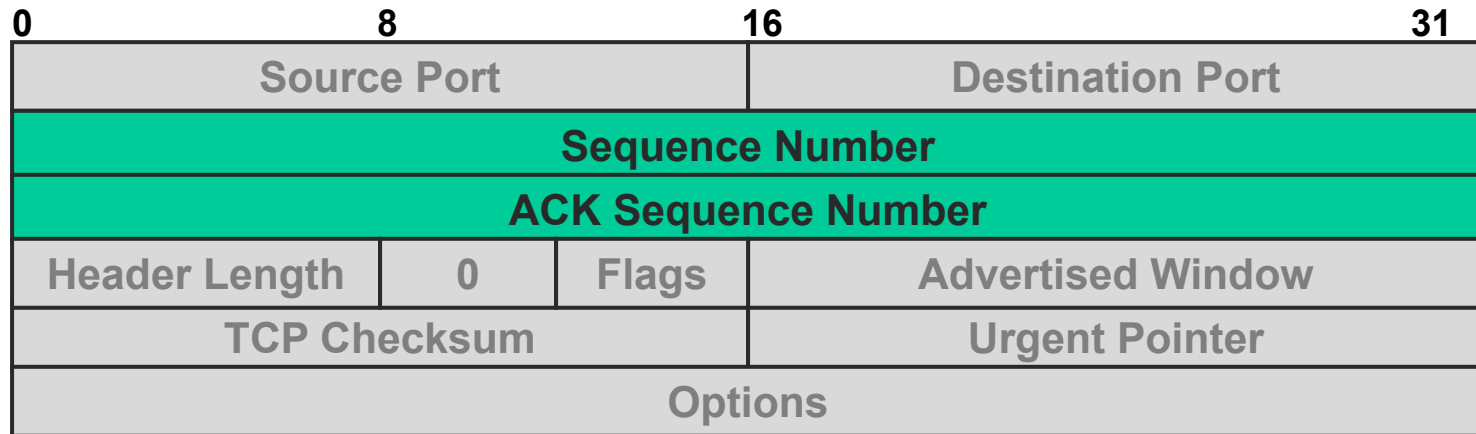 0 8 16 31
Source Port Destination Port
Sequence Number
ACK Sequence Number
Header Length 0 Flags Advertised Window
TCP Checksum Urgent Pointer
Options